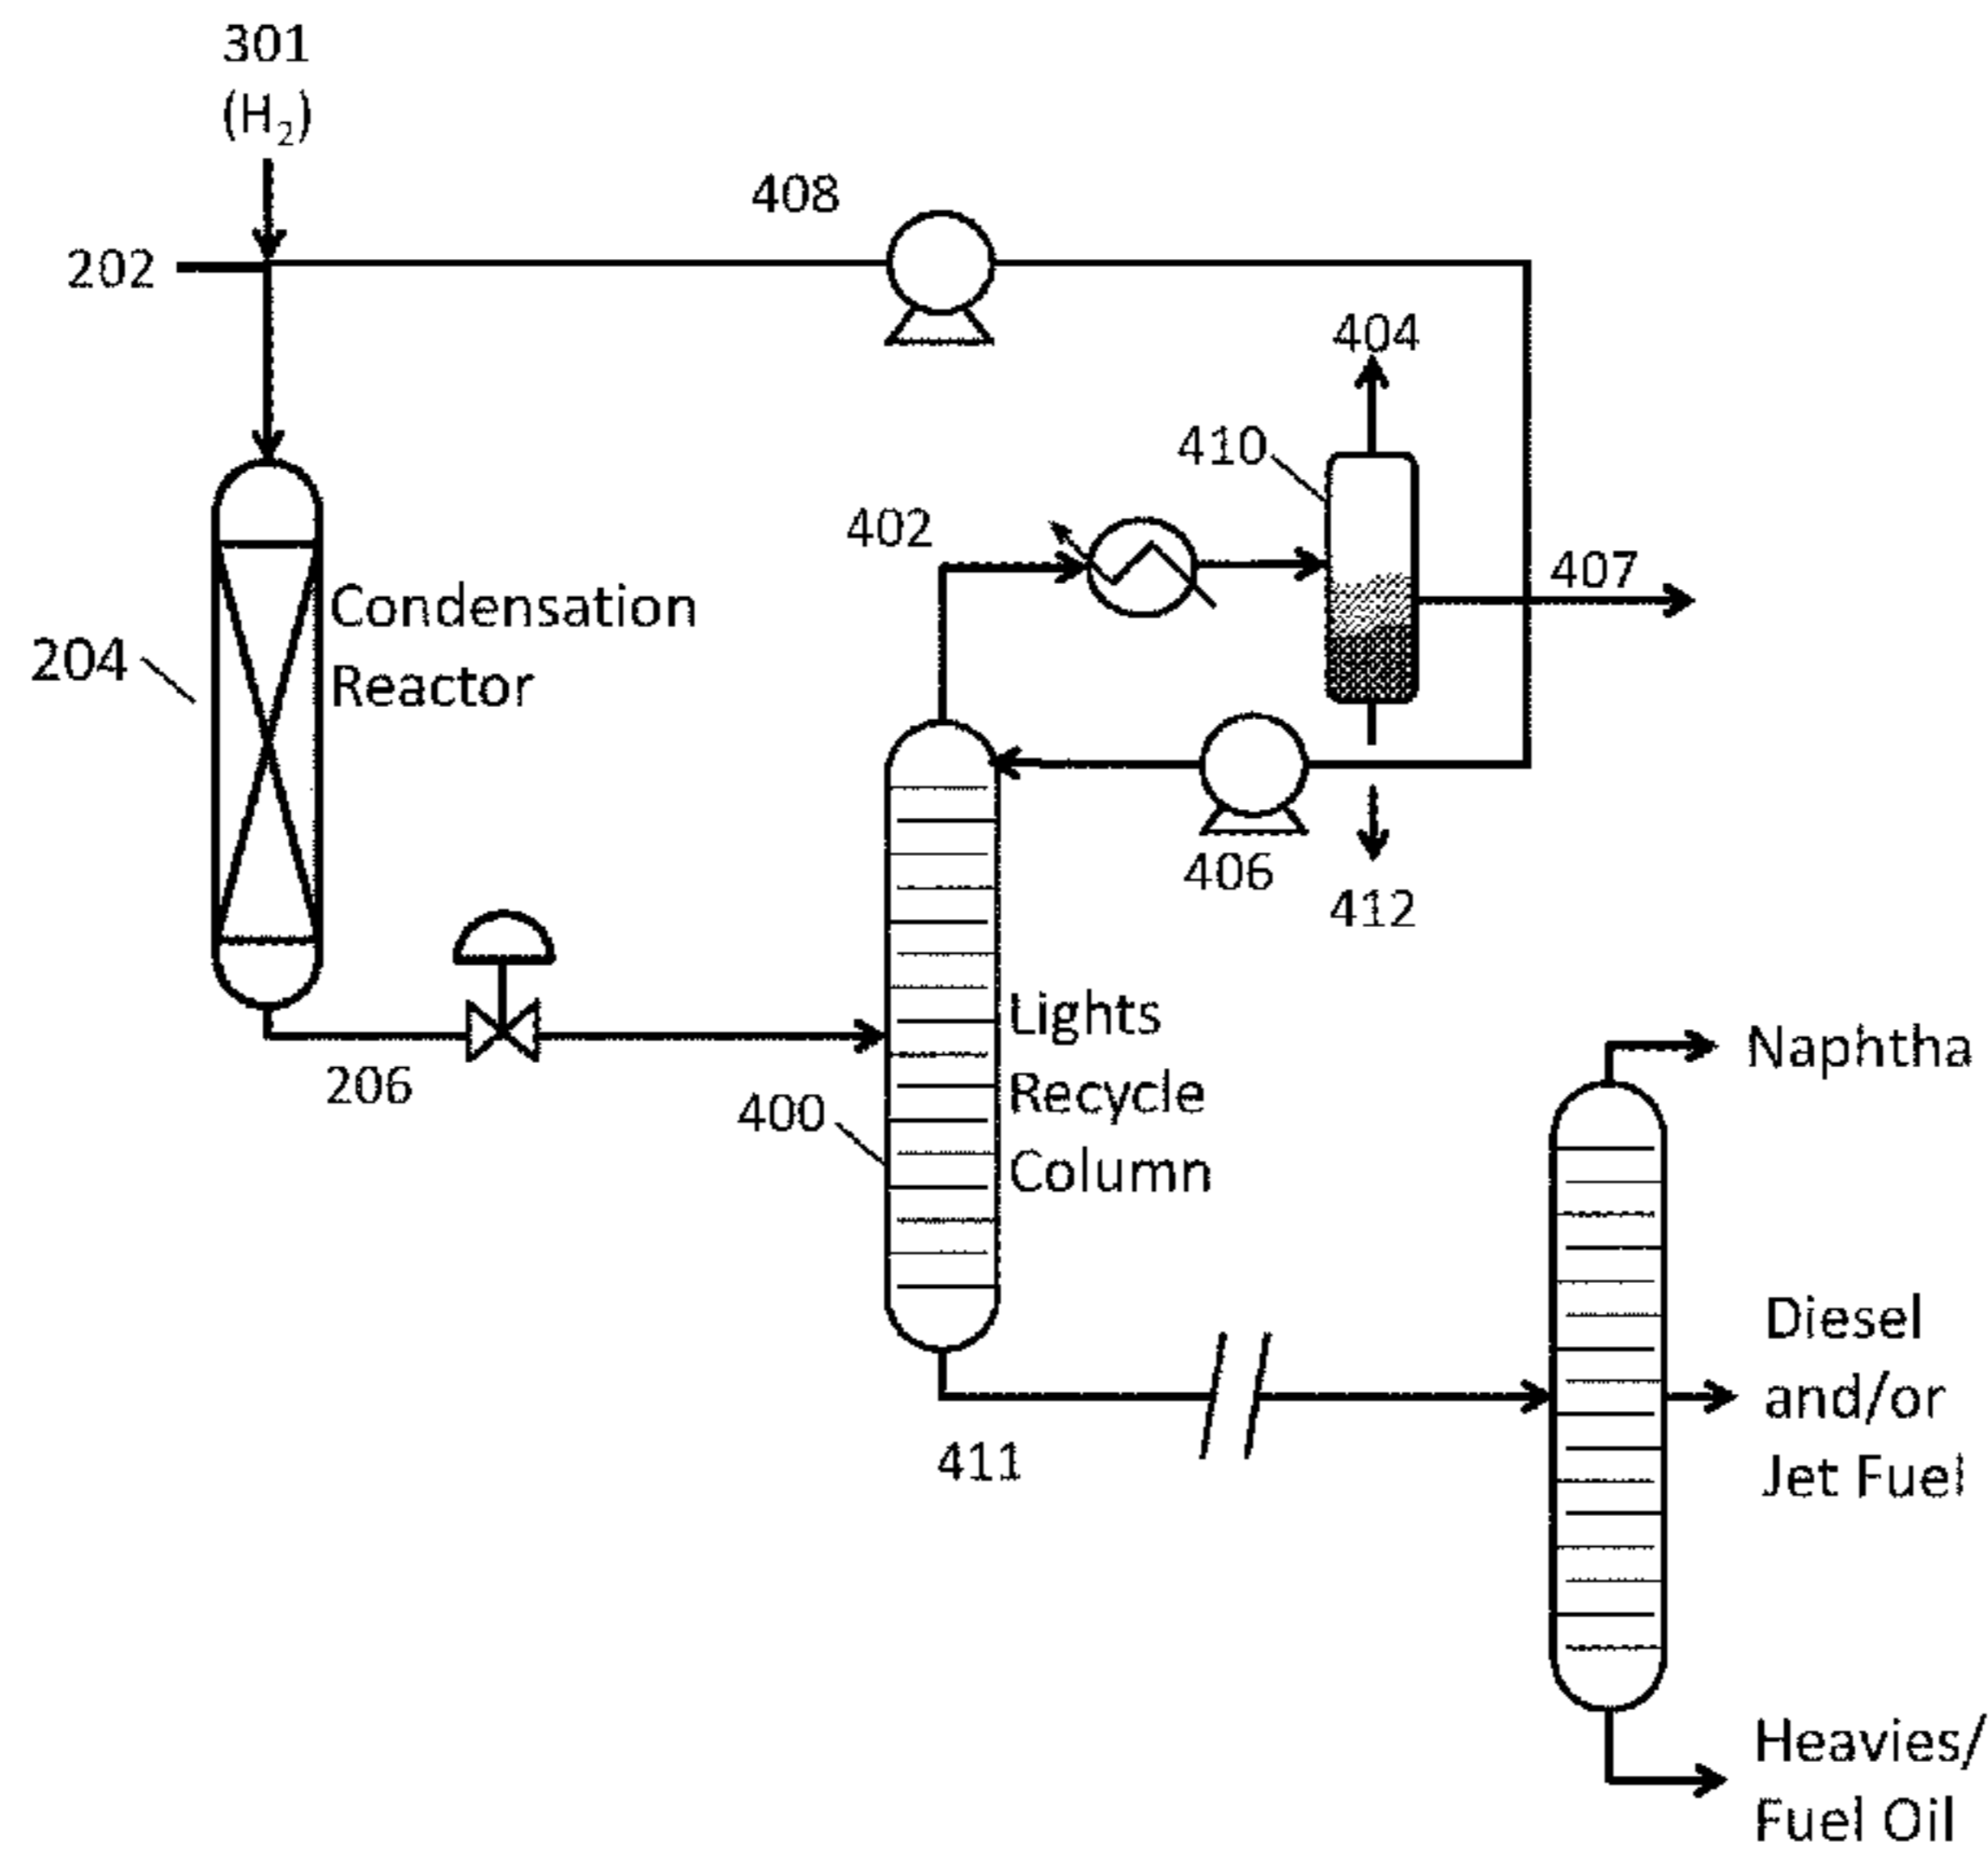 301
(H2)
408
202
404
410
402
407
Condensation
Reactor
204
406
412
Lights
Recycle
Column
206
400
Naphtha
Diesel
and/or
Jet Fuel
411
Heavies/
Fuel Oil